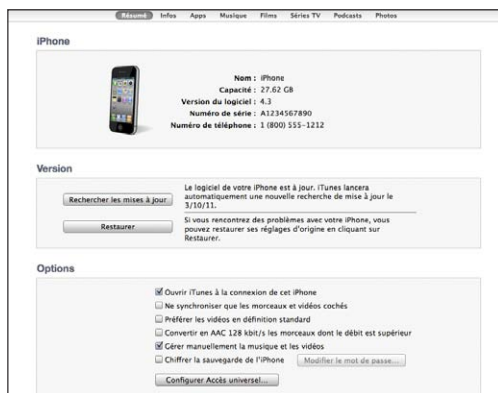 Résumé Infos Apps Musique Films Séries TV Podcasts Photos
iPhone
Nom : iPhone
Capacité : 27.62 GB
Version du logiciel : 4.3
Numéro de série : A1234567890
Numéro de téléphone : 1 (800) 555-1212
Version
Rechercher les mises à jour
Le logiciel de votre iPhone est à jour. iTunes lancera
automatiquement une nouvelle recherche de mise à jour le
3/10/11.
Restaurer
Si vous rencontrez des problèmes avec votre iPhone, vous
pouvez restaurer ses réglages d'origine en cliquant sur
Restaurer.
Options
Ouvrir iTunes à la connexion de cet iPhone
Ne synchroniser que les morceaux et vidéos cochés
Préférer les vidéos en définition standard
Convertir en AAC 128 kbit/s les morceaux dont le débit est supérieur
Gérer manuellement la musique et les vidéos
Chiffrer la sauvegarde de l'iPhone Modifier le mot de passe...
Configurer Accès universel...